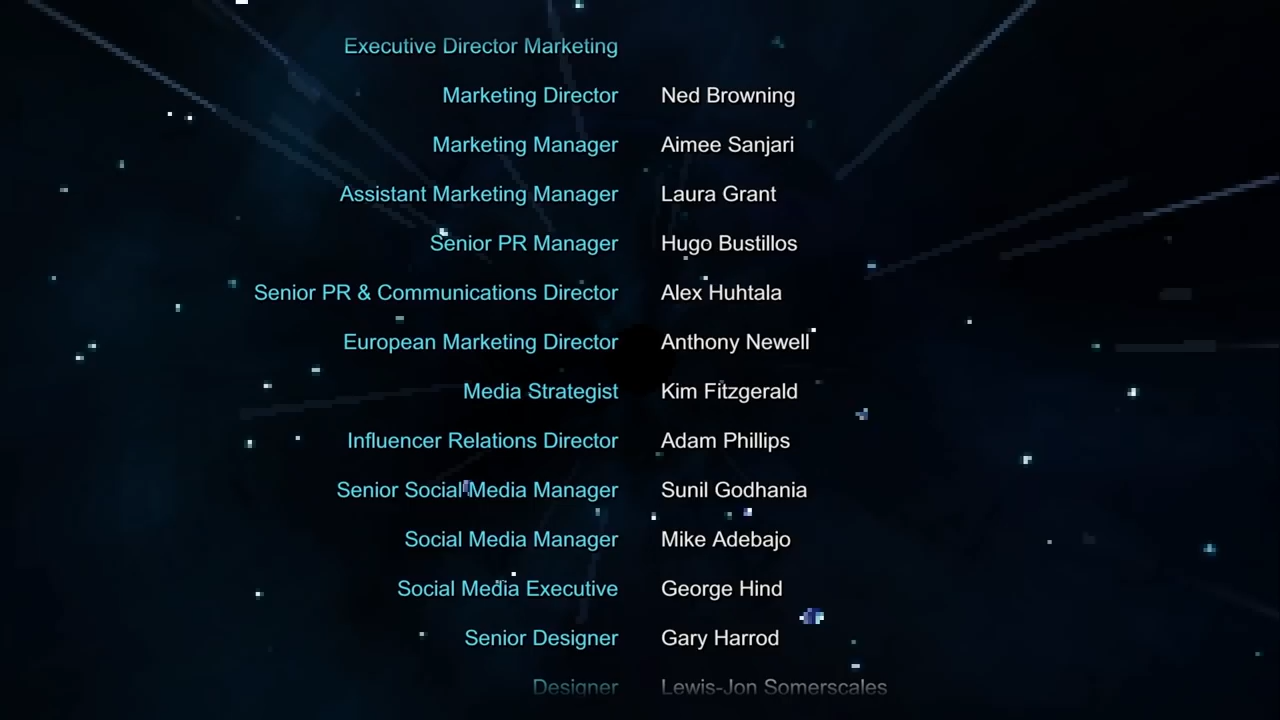 Executive Director Marketing
Marketing Director Ned Browning
Marketing Manager Aimee Sanjari
Assistant Marketing Manager Laura Grant
Senior PR Manager Hugo Bustillos
Senior PR & Communications Director Alex Huhtala
European Marketing Director Anthony Newell
Media Strategist Kim Fitzgerald
Influencer Relations Director Adam Phillips
Senior Social Media Manager Sunil Godhania
Social Media Manager Mike Adebajo
Social Media Executive George Hind
Senior Designer Gary Harrod
Designer Lewis-Jon Somerscales